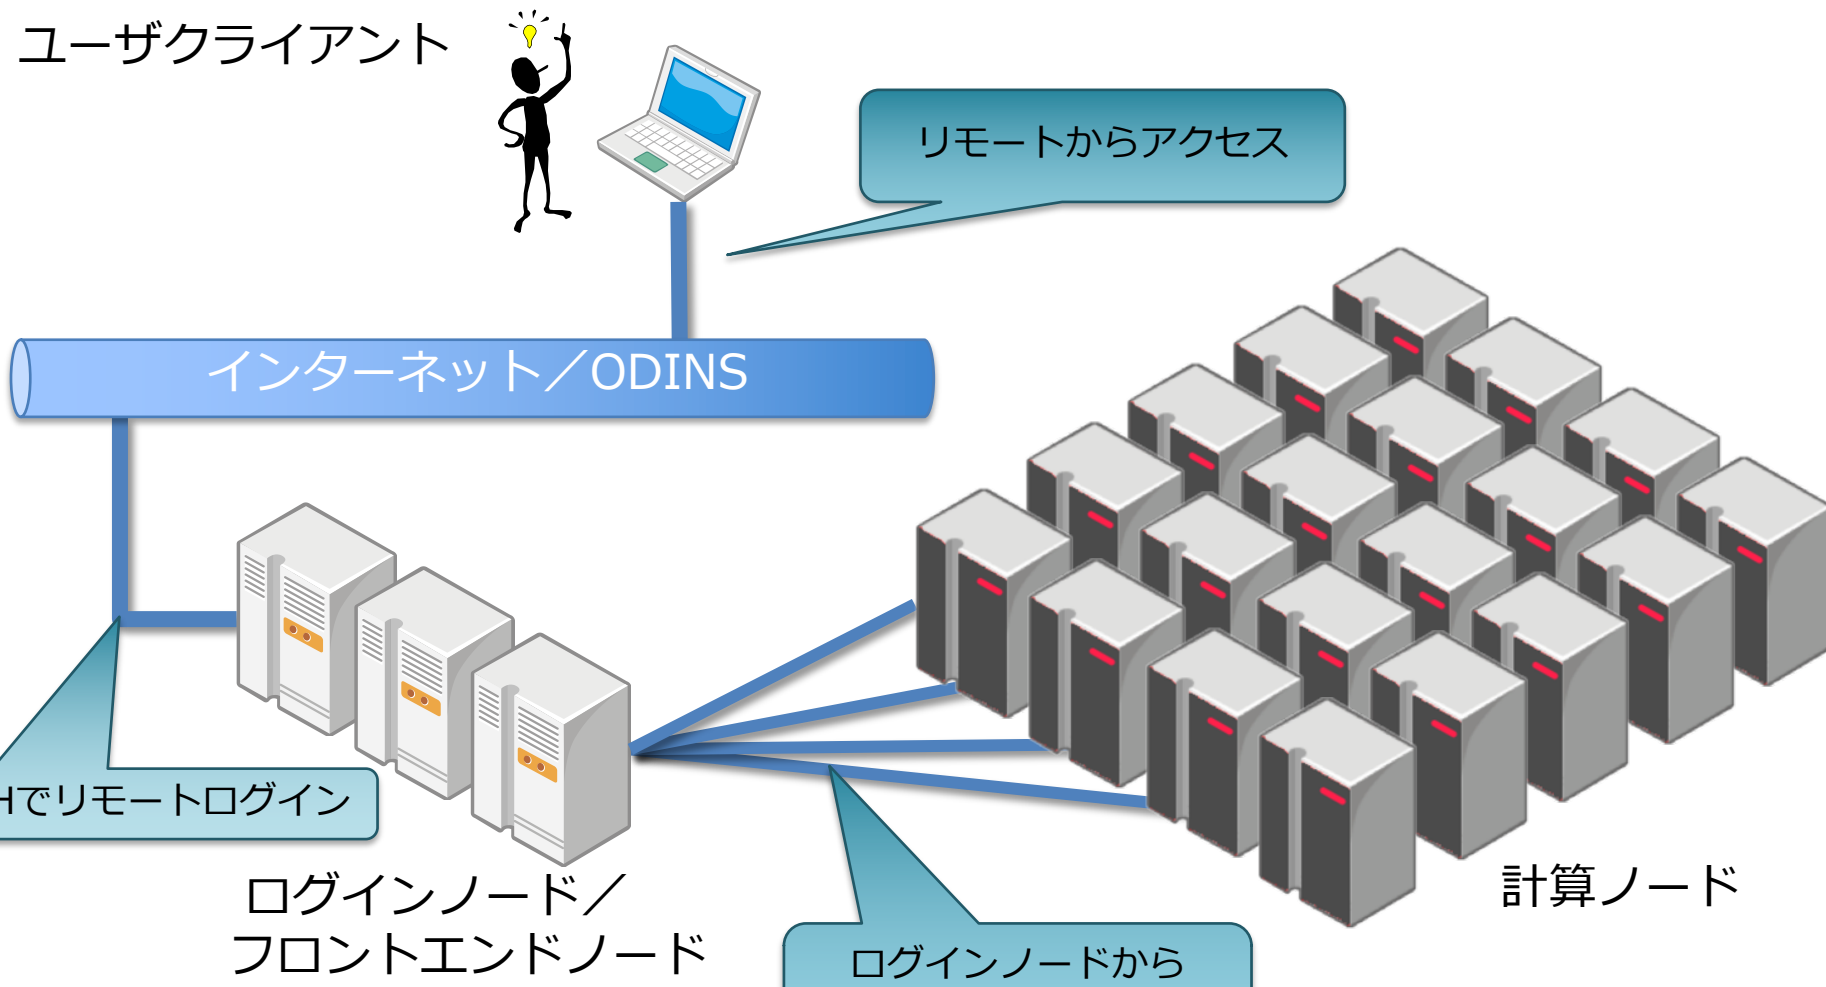 ユーザクライアント
リモートからアクセス
インターネット／ODINS
Hでリモートログイン
ログインノード／
フロントエンドノード
ログインノードから
計算ノード